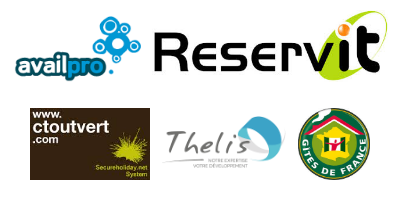 availpro
Reservit
www.
ctoutvert
.com
Secureholiday.net
System
Thelis
NOTRE EXPERTISE
VOTRE DÉVELOPPEMENT
GÎTES DE FRANCE